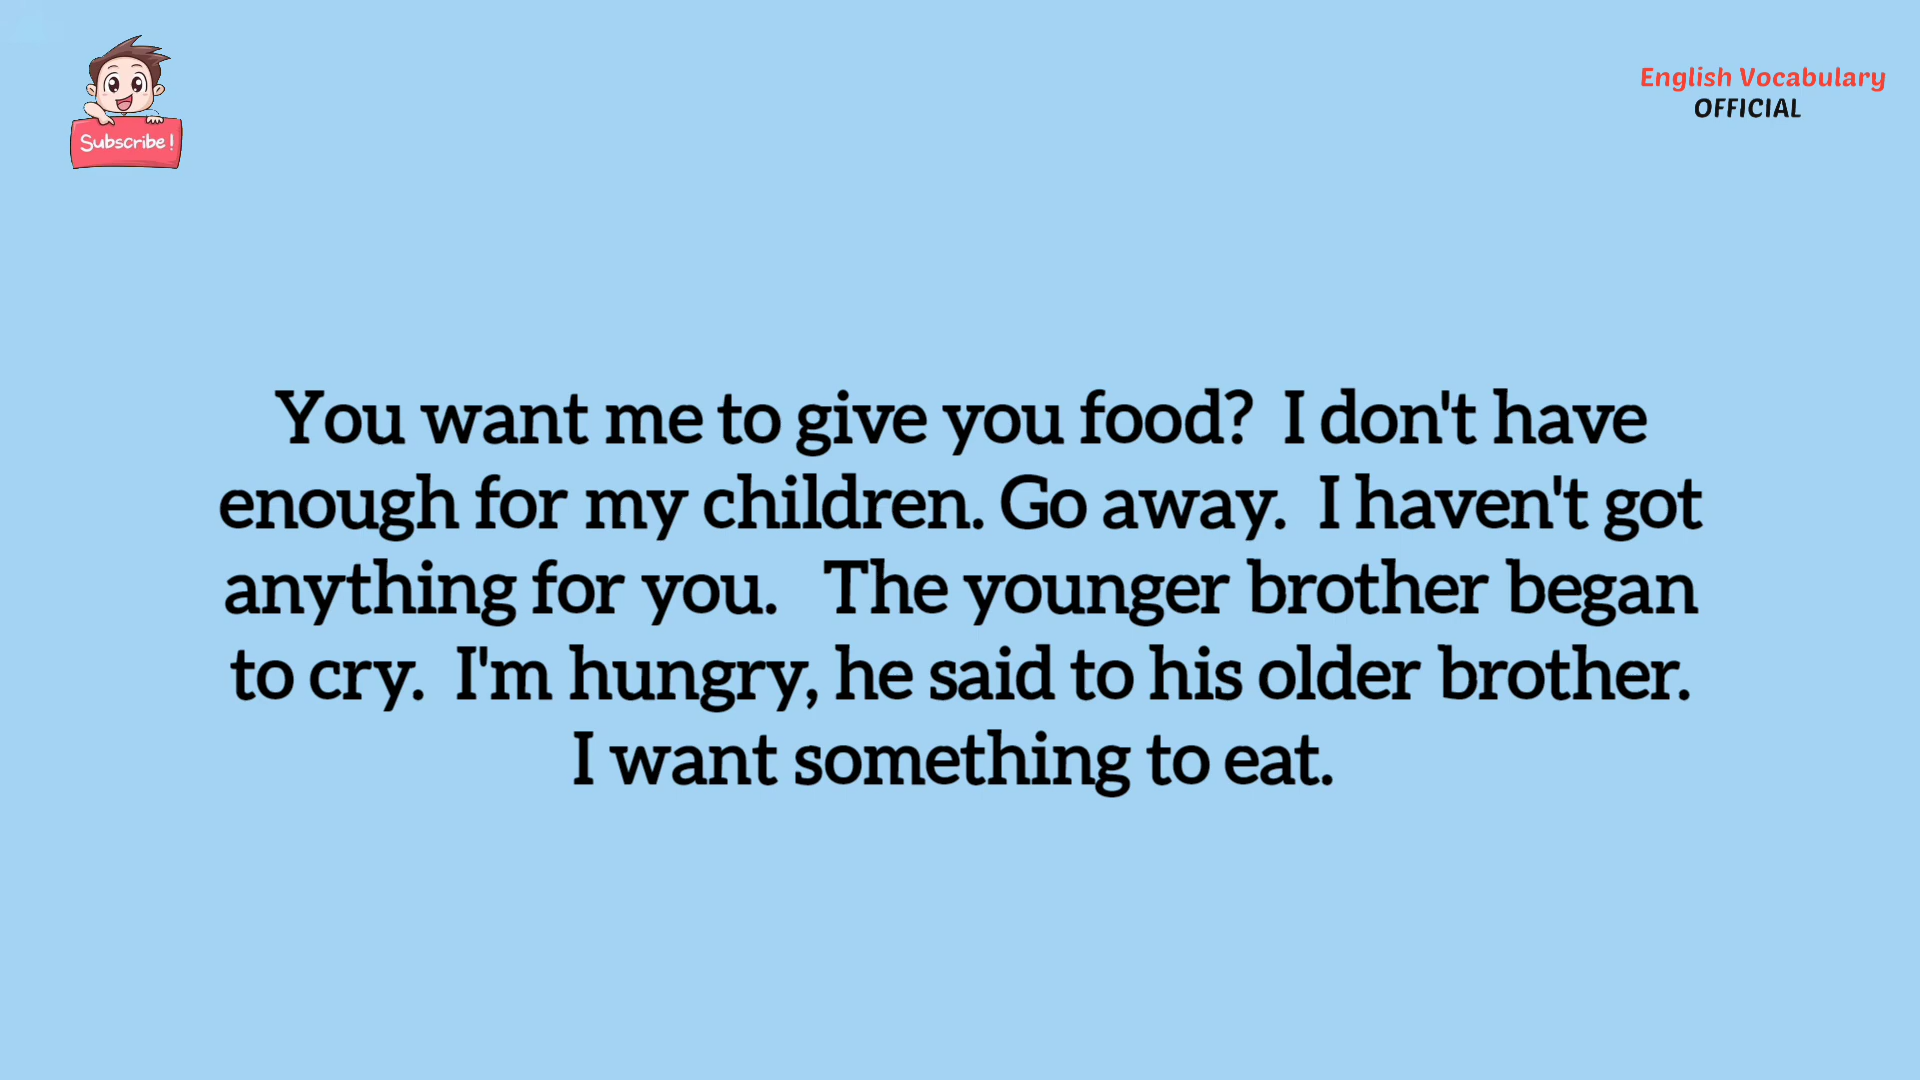 Subscribe!
English Vocabulary
OFFICIAL
You want me to give you food?  I don't have
enough for my children. Go away.  I haven't got
anything for you.   The younger brother began
to cry.  I'm hungry, he said to his older brother.
I want something to eat.